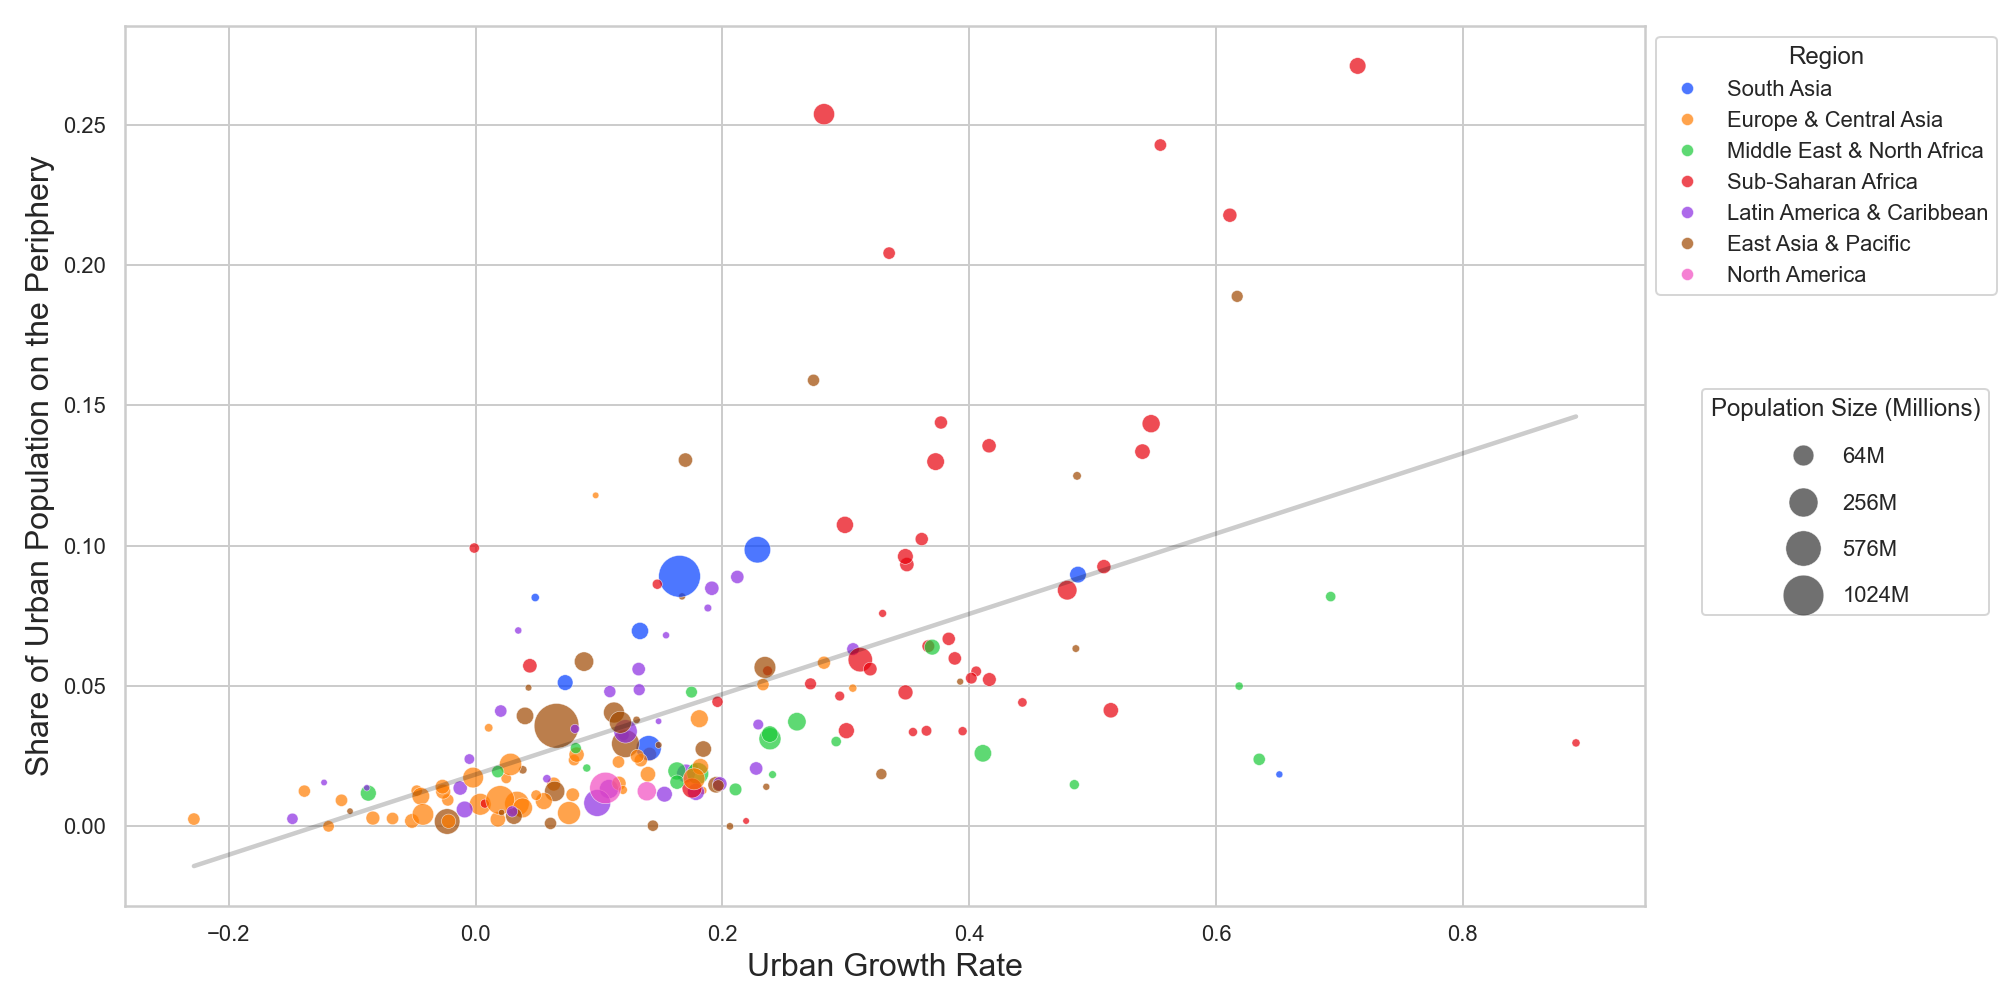 Share of Urban Population on the Periphery
0.25
0.20
0.15
0.10
0.05
0.00
−0.2
0.0
0.2
0.4
0.6
0.8
Urban Growth Rate
Region
South Asia
Europe & Central Asia
Middle East & North Africa
Sub-Saharan Africa
Latin America & Caribbean
East Asia & Pacific
North America
Population Size (Millions)
64M
256M
576M
1024M